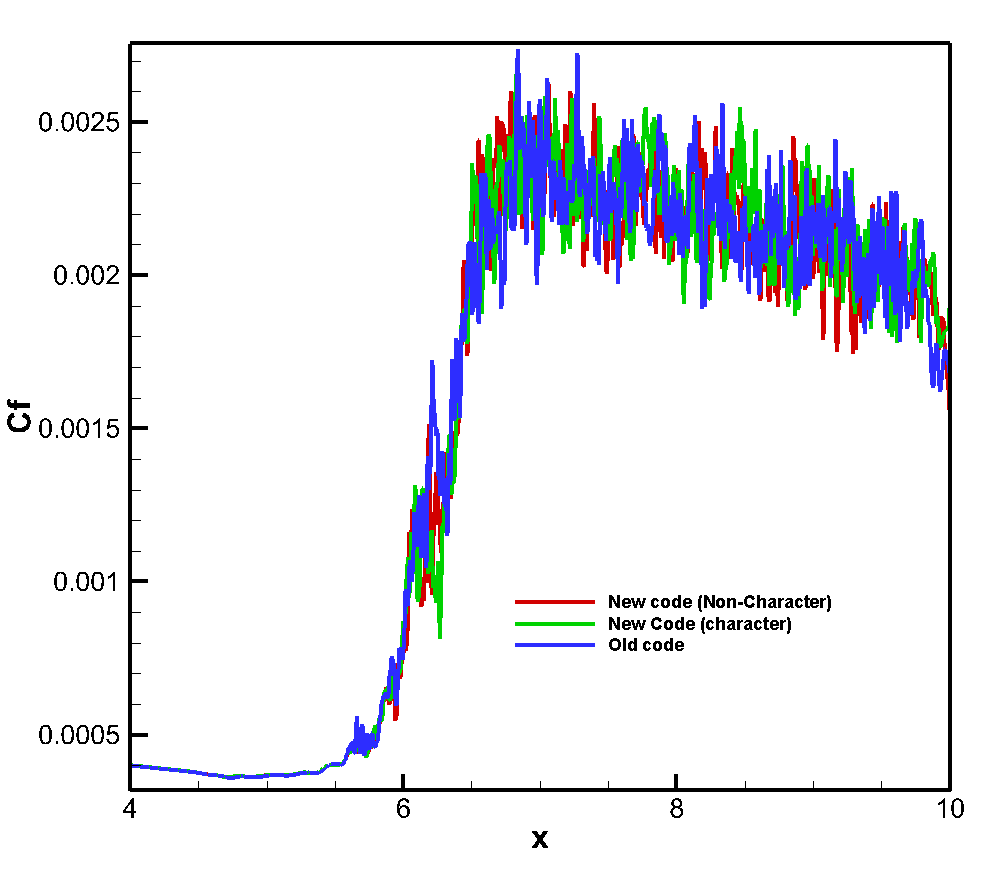 0.0025
0.002
0.0015
0.001
0.0005
Cf
New code (Non-Character)
New Code (character)
Old code
4 6 8 10
x